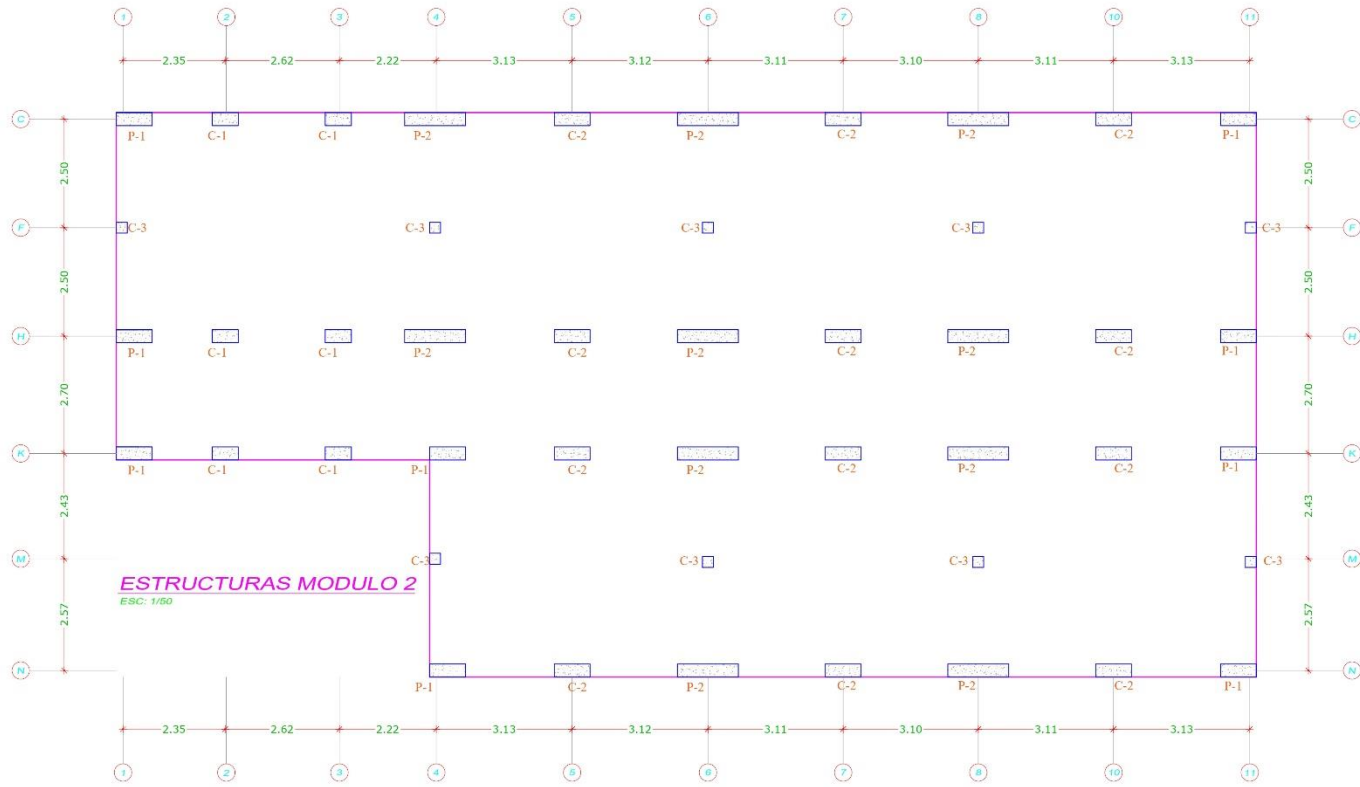 1 2 3 4 5 6 7 8 10 11
2.35 2.62 2.22 3.13 3.12 3.11 3.10 3.11 3.13
C C
P-1 C-1 C-1 P-2 C-2 P-2 C-2 P-2 C-2 P-1
2.50 2.50
F C-3 C-3 C-3 C-3 C-3 F
2.50 2.50
H H
P-1 C-1 C-1 P-2 C-2 P-2 C-2 P-2 C-2 P-1
2.70 2.70
K K
P-1 C-1 C-1 P-1 C-2 P-2 C-2 P-2 C-2 P-1
2.43 2.43
M C-3 C-3 C-3 C-3 M
ESTRUCTURAS MODULO 2
ESC: 1/50
2.57 2.57
N N
P-1 C-2 P-2 C-2 P-2 C-2 P-1
2.35 2.62 2.22 3.13 3.12 3.11 3.10 3.11 3.13
1 2 3 4 5 6 7 8 10 11